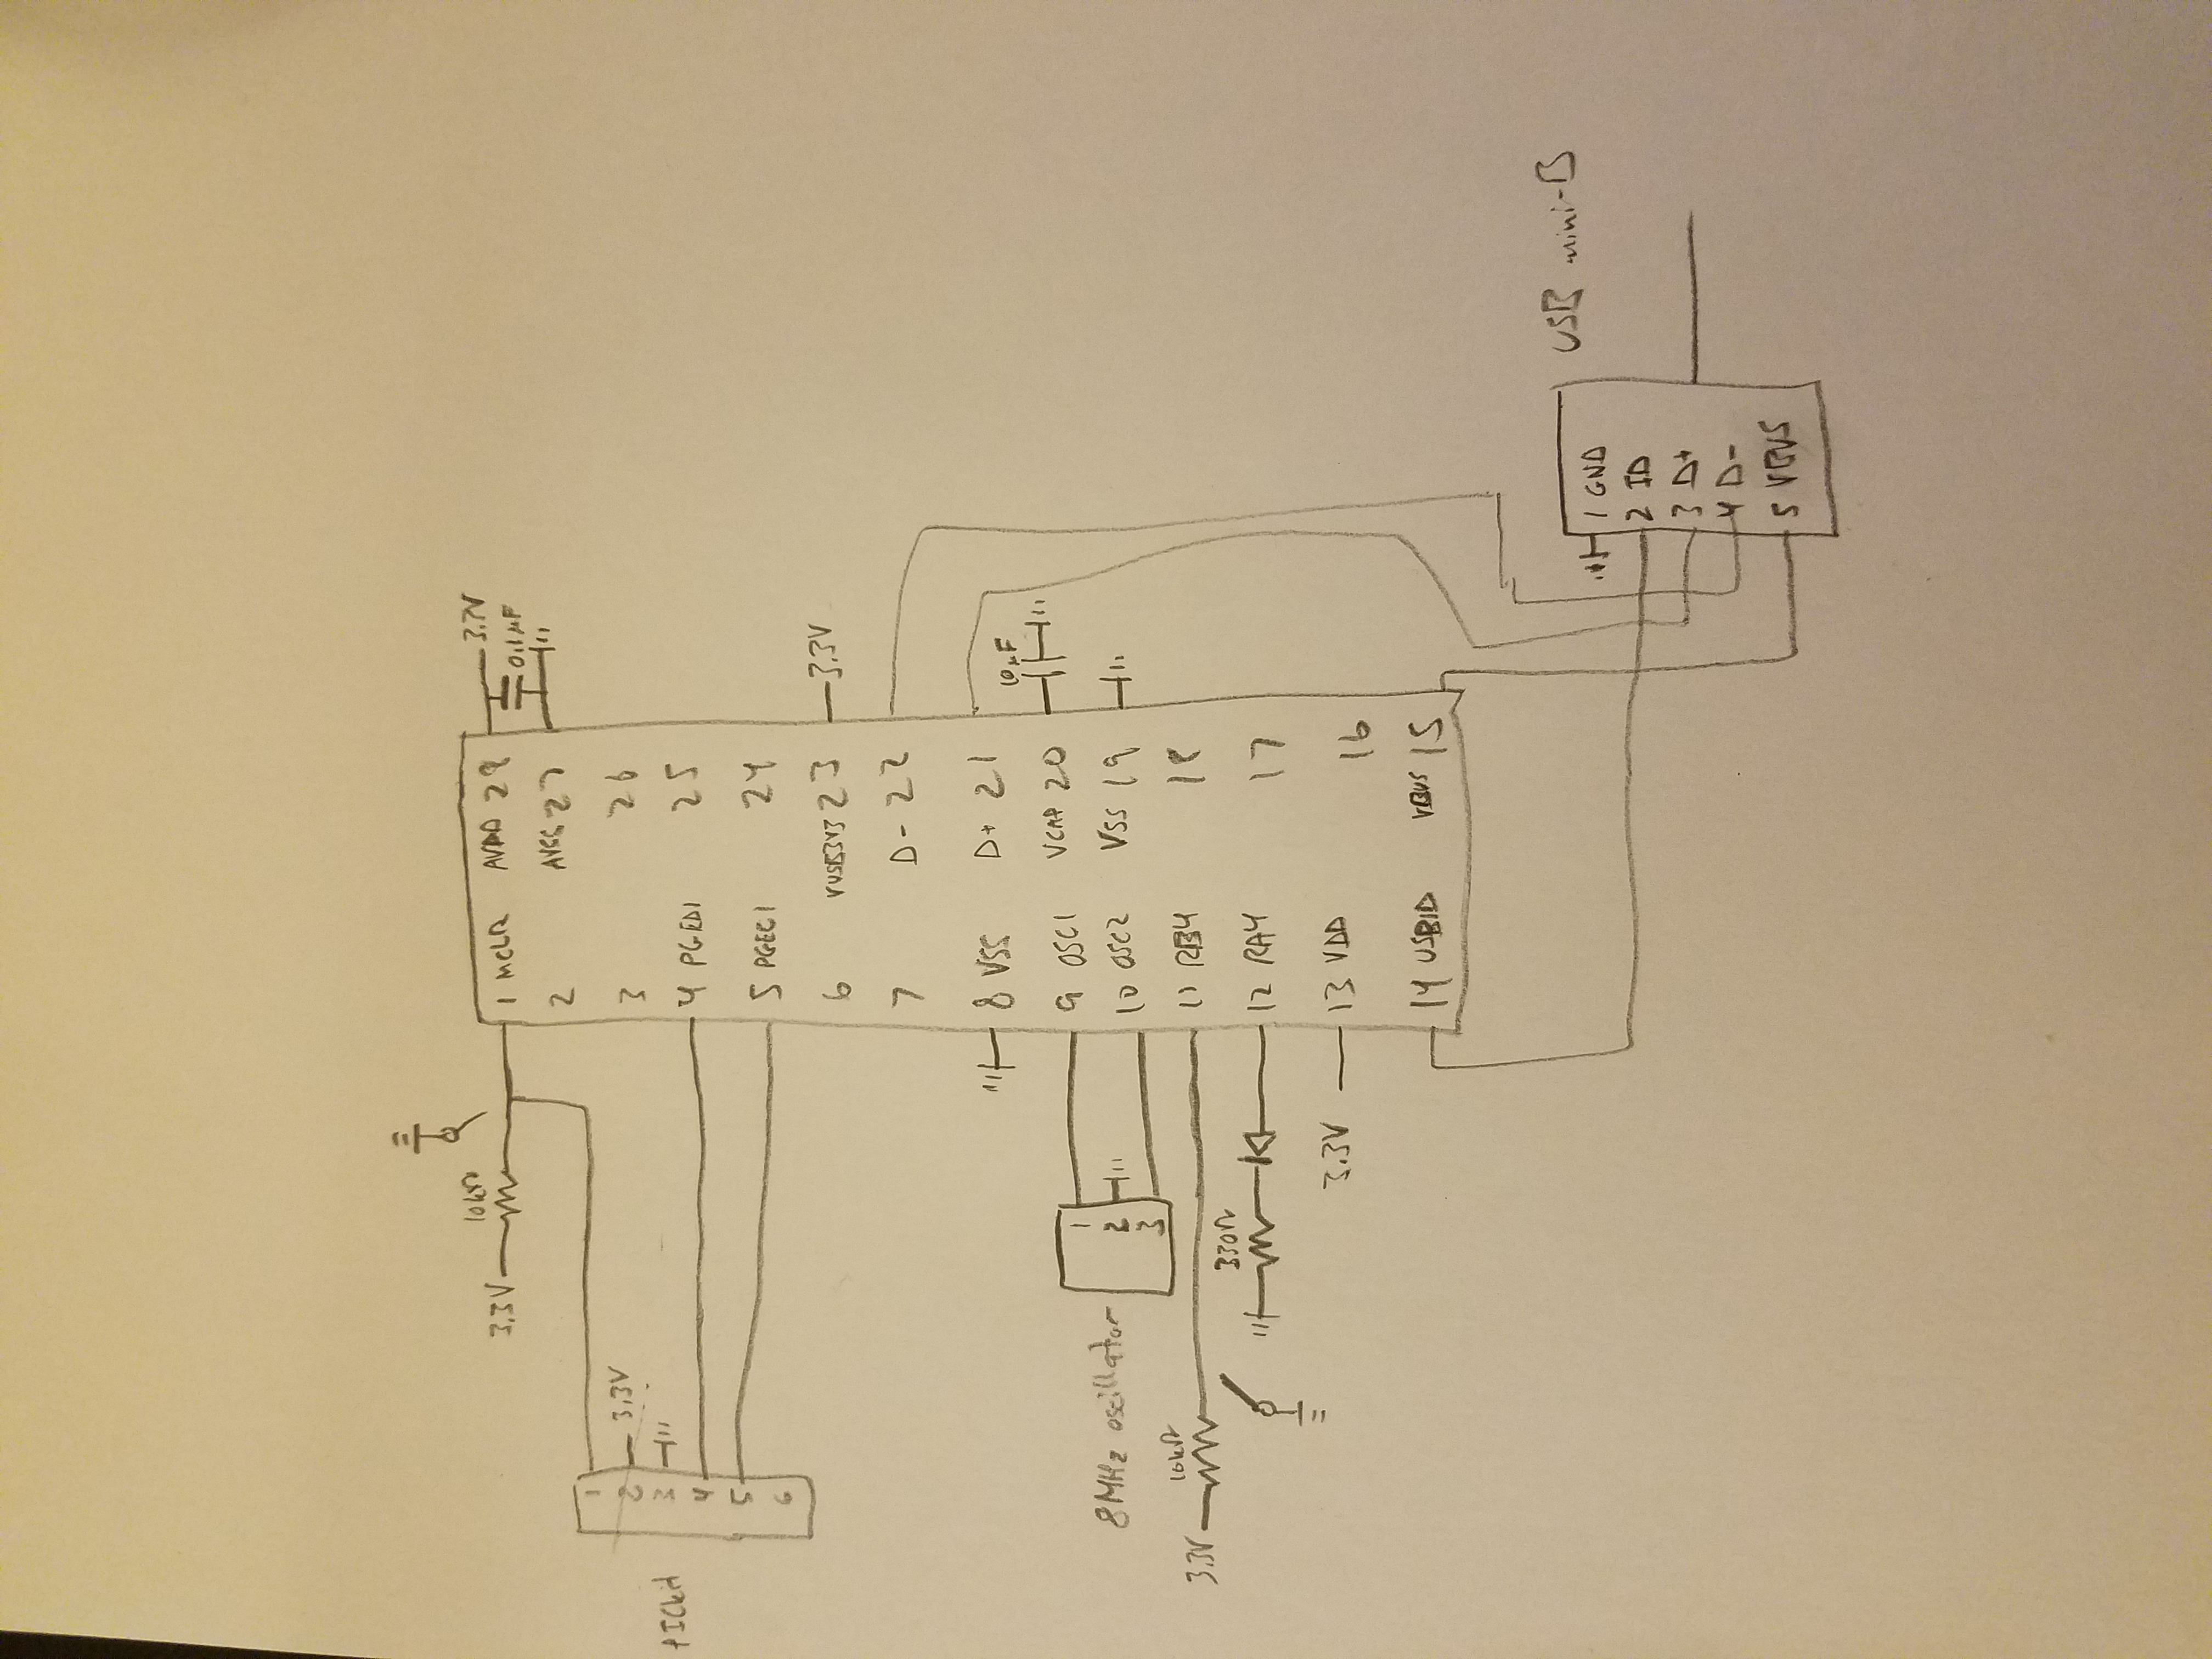 10kΩ
3.3V
1 MCLR
AVDD 28
3.3V
0.1μF
2
AVSS 27
1
2
3.3V
3
26
PICkit
3
4
4 PGED1
25
5
5 PGEC1
24
6
6
VUSB3V3 23
3.3V
7
D- 22
8 VSS
D+ 21
10μF
9 OSC1
VCAP 20
8MHz oscillator
1
2
3
10 OSC2
VSS 19
10kΩ
3.3V
11 RB4
18
330Ω
12 RA4
17
3.3V
13 VDD
16
14 USBID
VBUS 15
USB mini-B
1 GND
2 ID
3 D+
4 D-
5 VBUS